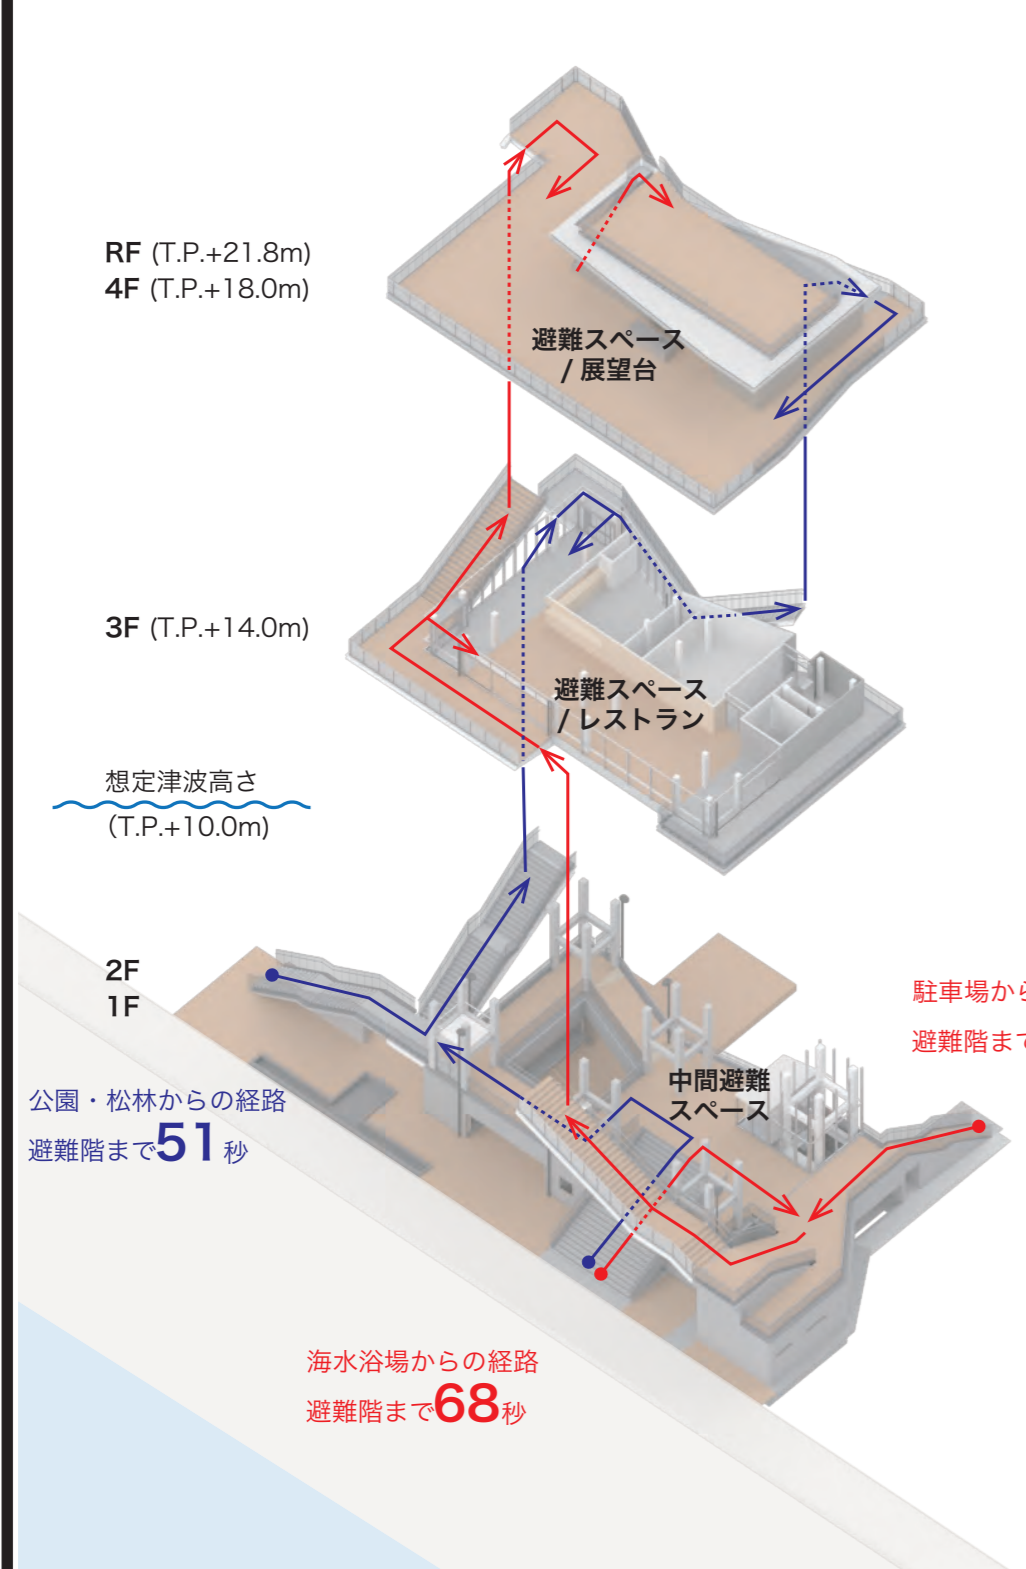 RF (T.P.+21.8m)
4F (T.P.+18.0m)
避難スペース
/ 展望台
3F (T.P.+14.0m)
避難スペース
/ レストラン
想定津波高さ
(T.P.+10.0m)
2F
1F
駐車場から
避難階まで
中間避難
スペース
公園・松林からの経路
避難階まで51秒
海水浴場からの経路
避難階まで68秒